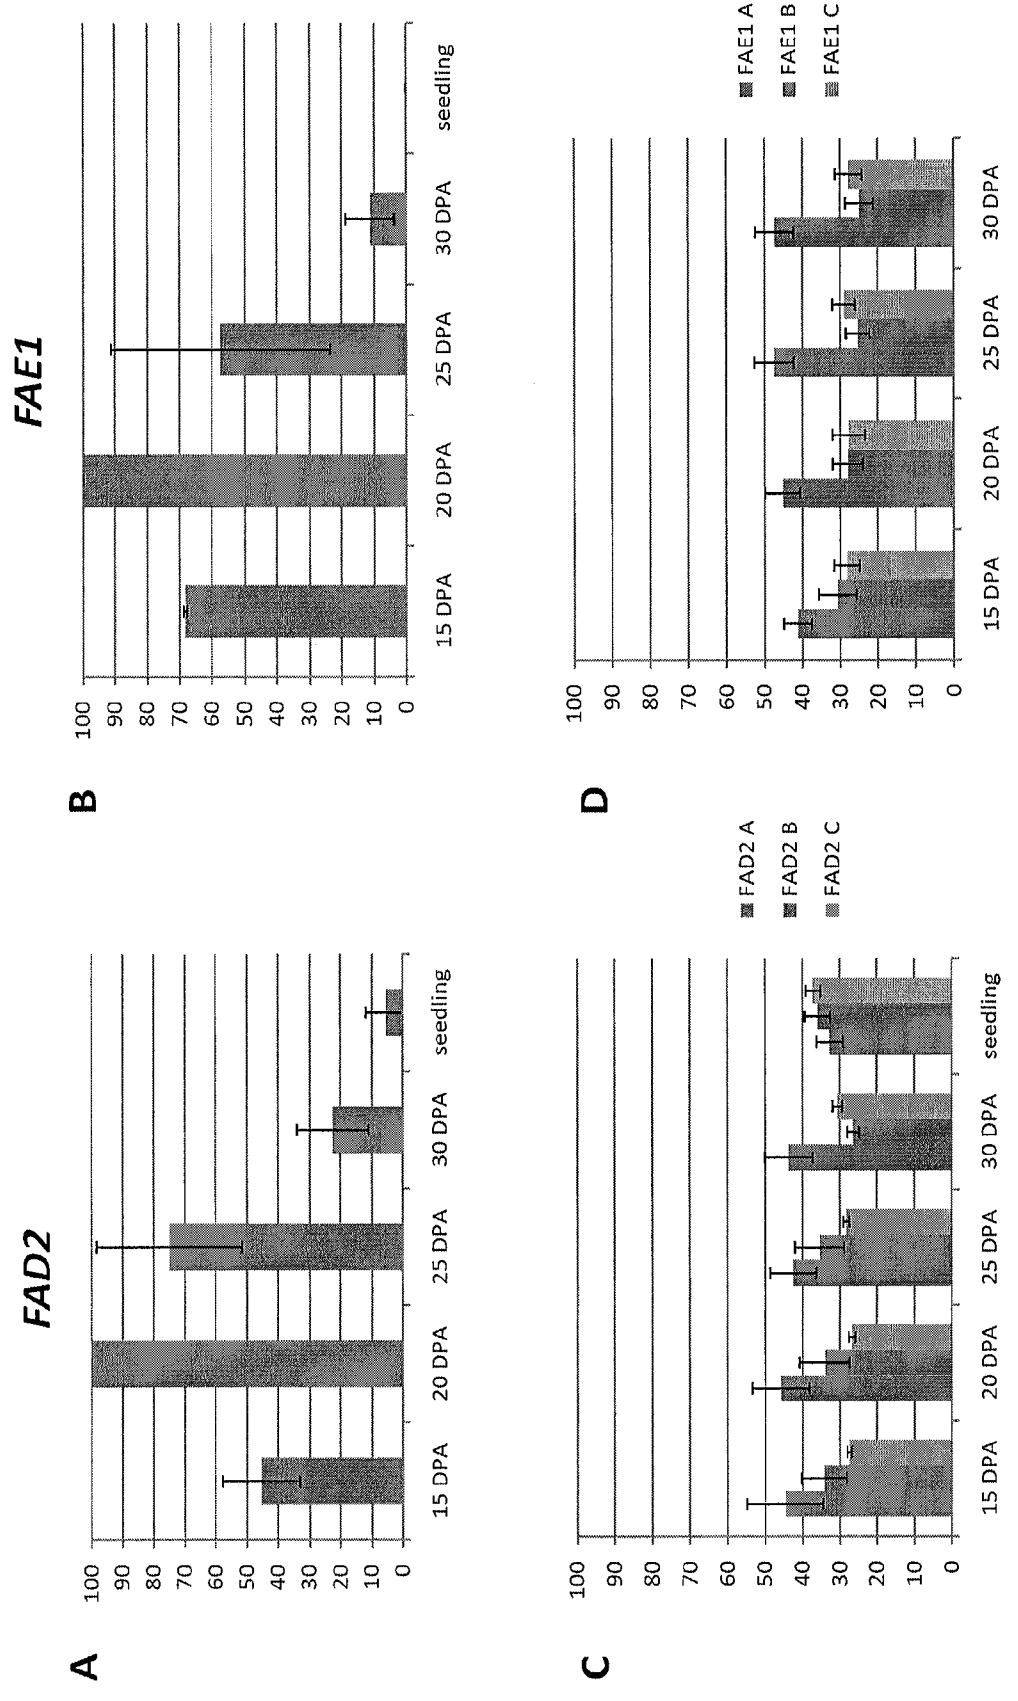 FAD2
FAE1
A
100
90
80
70
60
50
40
30
20
10
0
15 DPA
20 DPA
25 DPA
30 DPA
seedling
B
100
90
80
70
60
50
40
30
20
10
0
15 DPA
20 DPA
25 DPA
30 DPA
seedling
C
100
90
80
70
60
50
40
30
20
10
0
15 DPA
20 DPA
25 DPA
30 DPA
seedling
FAD2 A
FAD2 B
FAD2 C
D
100
90
80
70
60
50
40
30
20
10
0
15 DPA
20 DPA
25 DPA
30 DPA
FAE1 A
FAE1 B
FAE1 C